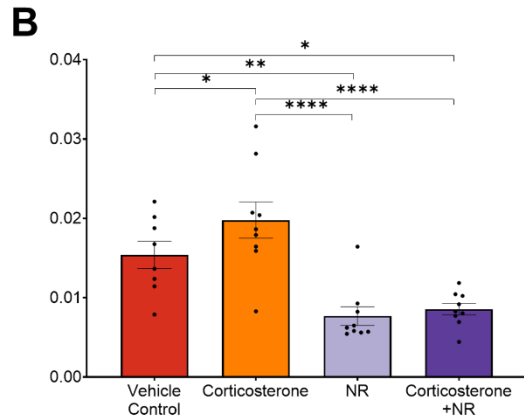 B
0.04
*
**
*
****
****
0.03
0.02
0.01
0.00
Vehicle
Control
Corticosterone
NR
Corticosterone
+NR